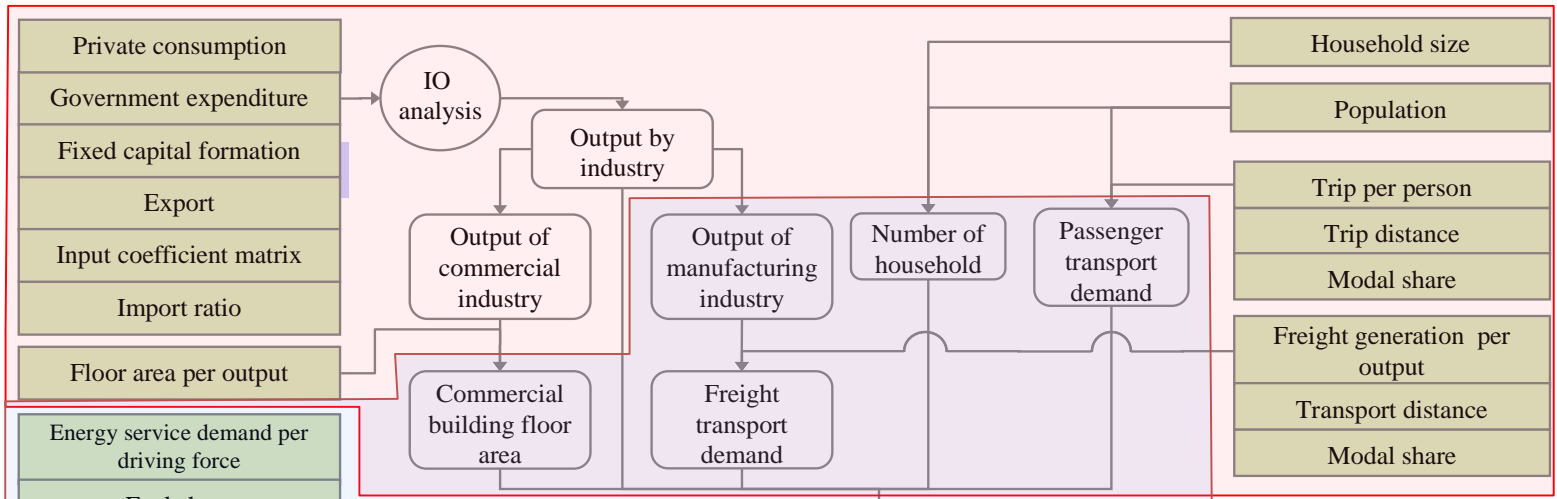 Private consumption
Government expenditure
Fixed capital formation
Export
Input coefficient matrix
Import ratio
Floor area per output
Energy service demand per
driving force
IO
analysis
Output by
industry
Output of
commercial
industry
Commercial
building floor
area
Output of
manufacturing
industry
Freight
transport
demand
Number of
household
Passenger
transport
demand
Household size
Population
Trip per person
Trip distance
Modal share
Freight generation per
output
Transport distance
Modal share